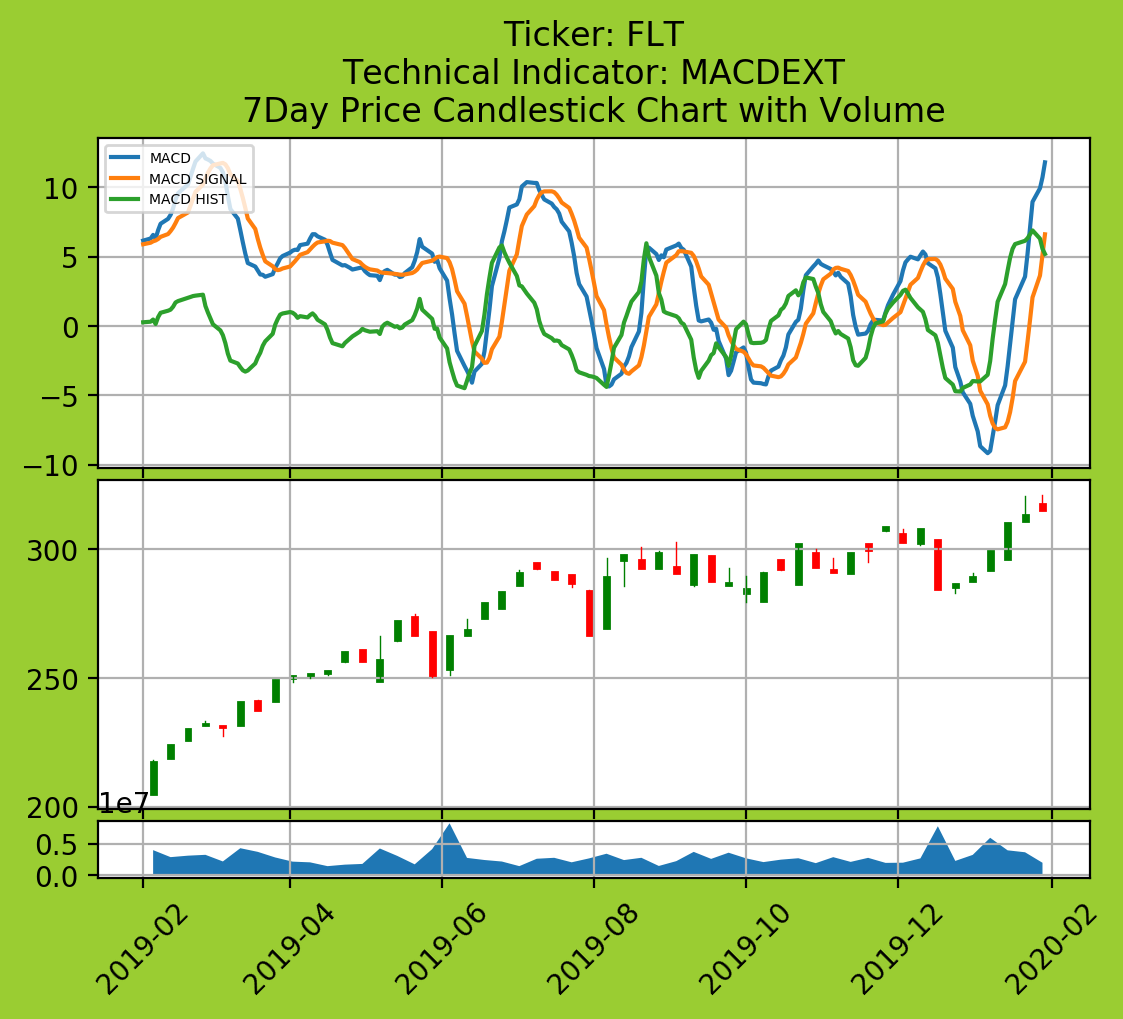 Ticker: FLT
Technical Indicator: MACDEXT
7Day Price Candlestick Chart with Volume
MACD
MACD SIGNAL
MACD HIST
10
5
0
−5
−10
300
250
200
1e7
0.5
0.0
2019-02
2019-04
2019-06
2019-08
2019-10
2019-12
2020-02